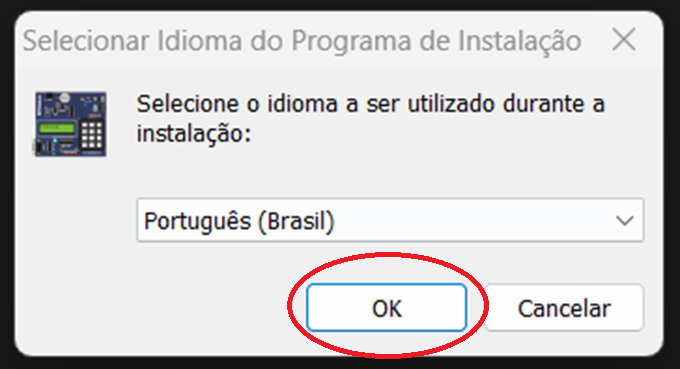 Selecionar Idioma do Programa de Instalação
Selecione o idioma a ser utilizado durante a
instalação:
Português (Brasil)
OK
Cancelar